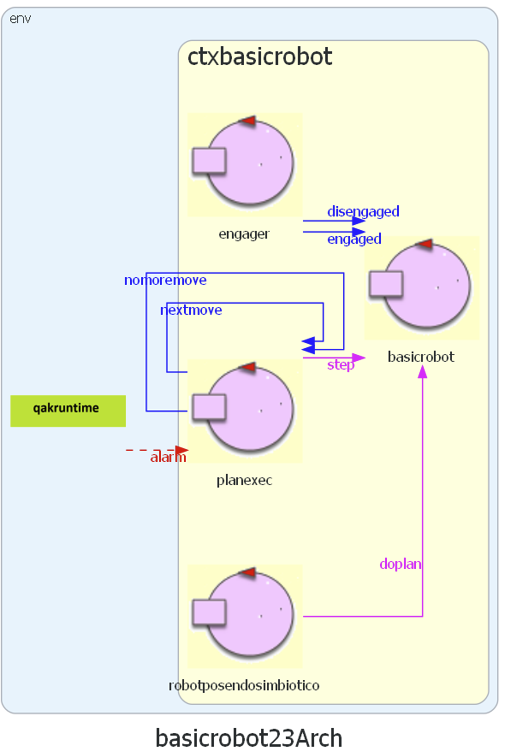 env
ctxbasicrobot
engager
disengaged
engaged
basicrobot
nomoremove
nextmove
step
qakruntime
alarm
planexec
doplan
robotposendosimbiotico
basicrobot23Arch